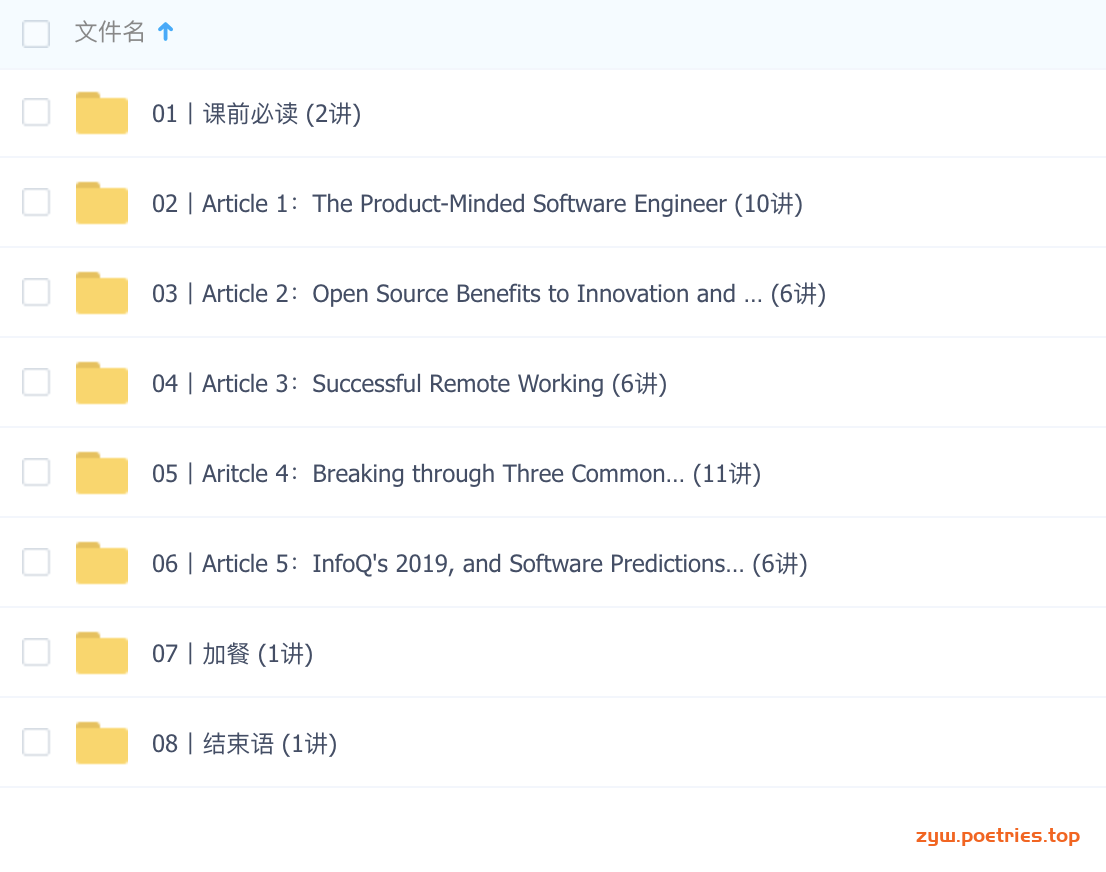 文件名
01丨课前必读 (2讲)
02丨Article 1：The Product-Minded Software Engineer (10讲)
03丨Article 2：Open Source Benefits to Innovation and ... (6讲)
04丨Article 3：Successful Remote Working (6讲)
05丨Aritcle 4：Breaking through Three Common... (11讲)
06丨Article 5：InfoQ's 2019, and Software Predictions... (6讲)
07丨加餐 (1讲)
08丨结束语 (1讲)
zyw.poetries.top